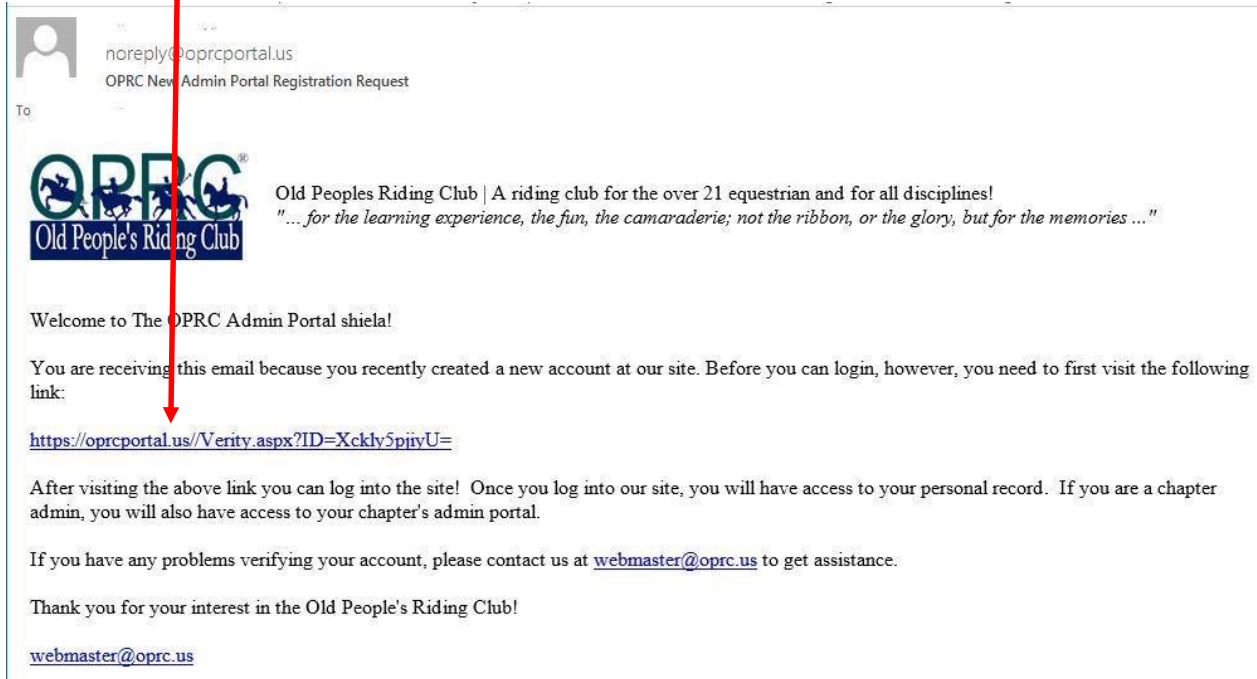 noreply@oprcportal.us
OPRC New Admin Portal Registration Request
To
OPRC®
Old People's Riding Club
Old Peoples Riding Club | A riding club for the over 21 equestrian and for all disciplines!
"... for the learning experience, the fun, the camaraderie; not the ribbon, or the glory, but for the memories ..."
Welcome to The OPRC Admin Portal shiela!
You are receiving this email because you recently created a new account at our site. Before you can login, however, you need to first visit the following
link:
https://oprcportal.us//Verity.aspx?ID=Xckly5pjiyU=
After visiting the above link you can log into the site!  Once you log into our site, you will have access to your personal record.  If you are a chapter
admin, you will also have access to your chapter's admin portal.
If you have any problems verifying your account, please contact us at webmaster@oprc.us to get assistance.
Thank you for your interest in the Old People's Riding Club!
webmaster@oprc.us